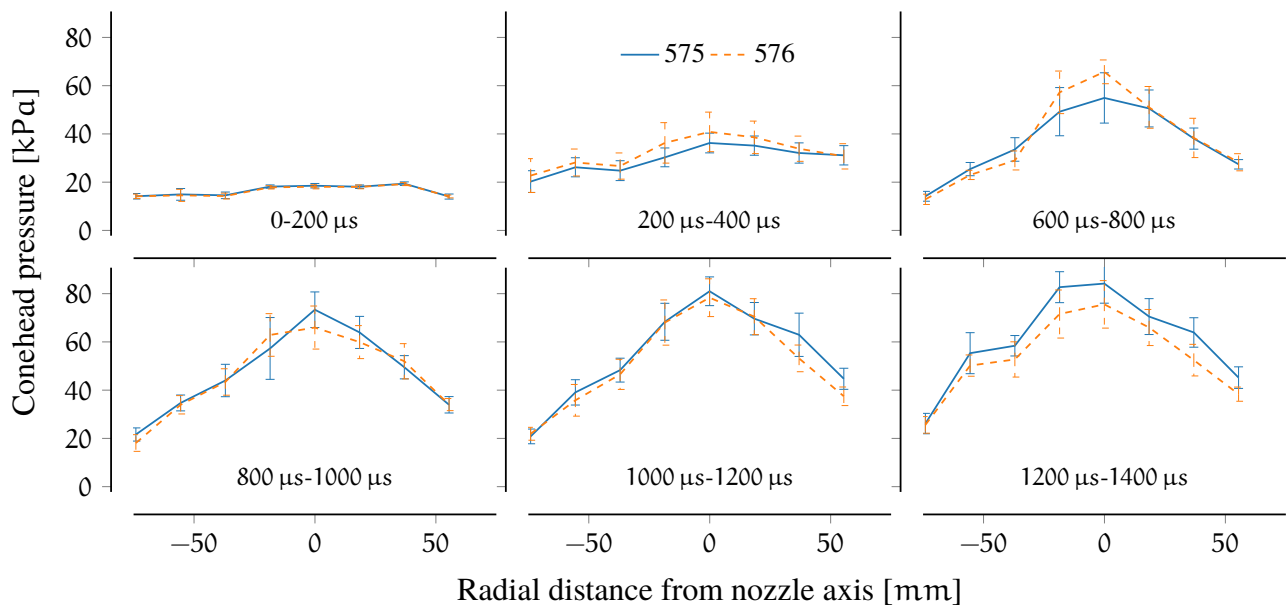 Conehead pressure [kPa]
80
60
40
20
0
0-200 µs
575 576
200 µs-400 µs
600 µs-800 µs
80
60
40
20
0
800 µs-1000 µs
1000 µs-1200 µs
1200 µs-1400 µs
−50 0 50 −50 0 50 −50 0 50
Radial distance from nozzle axis [mm]